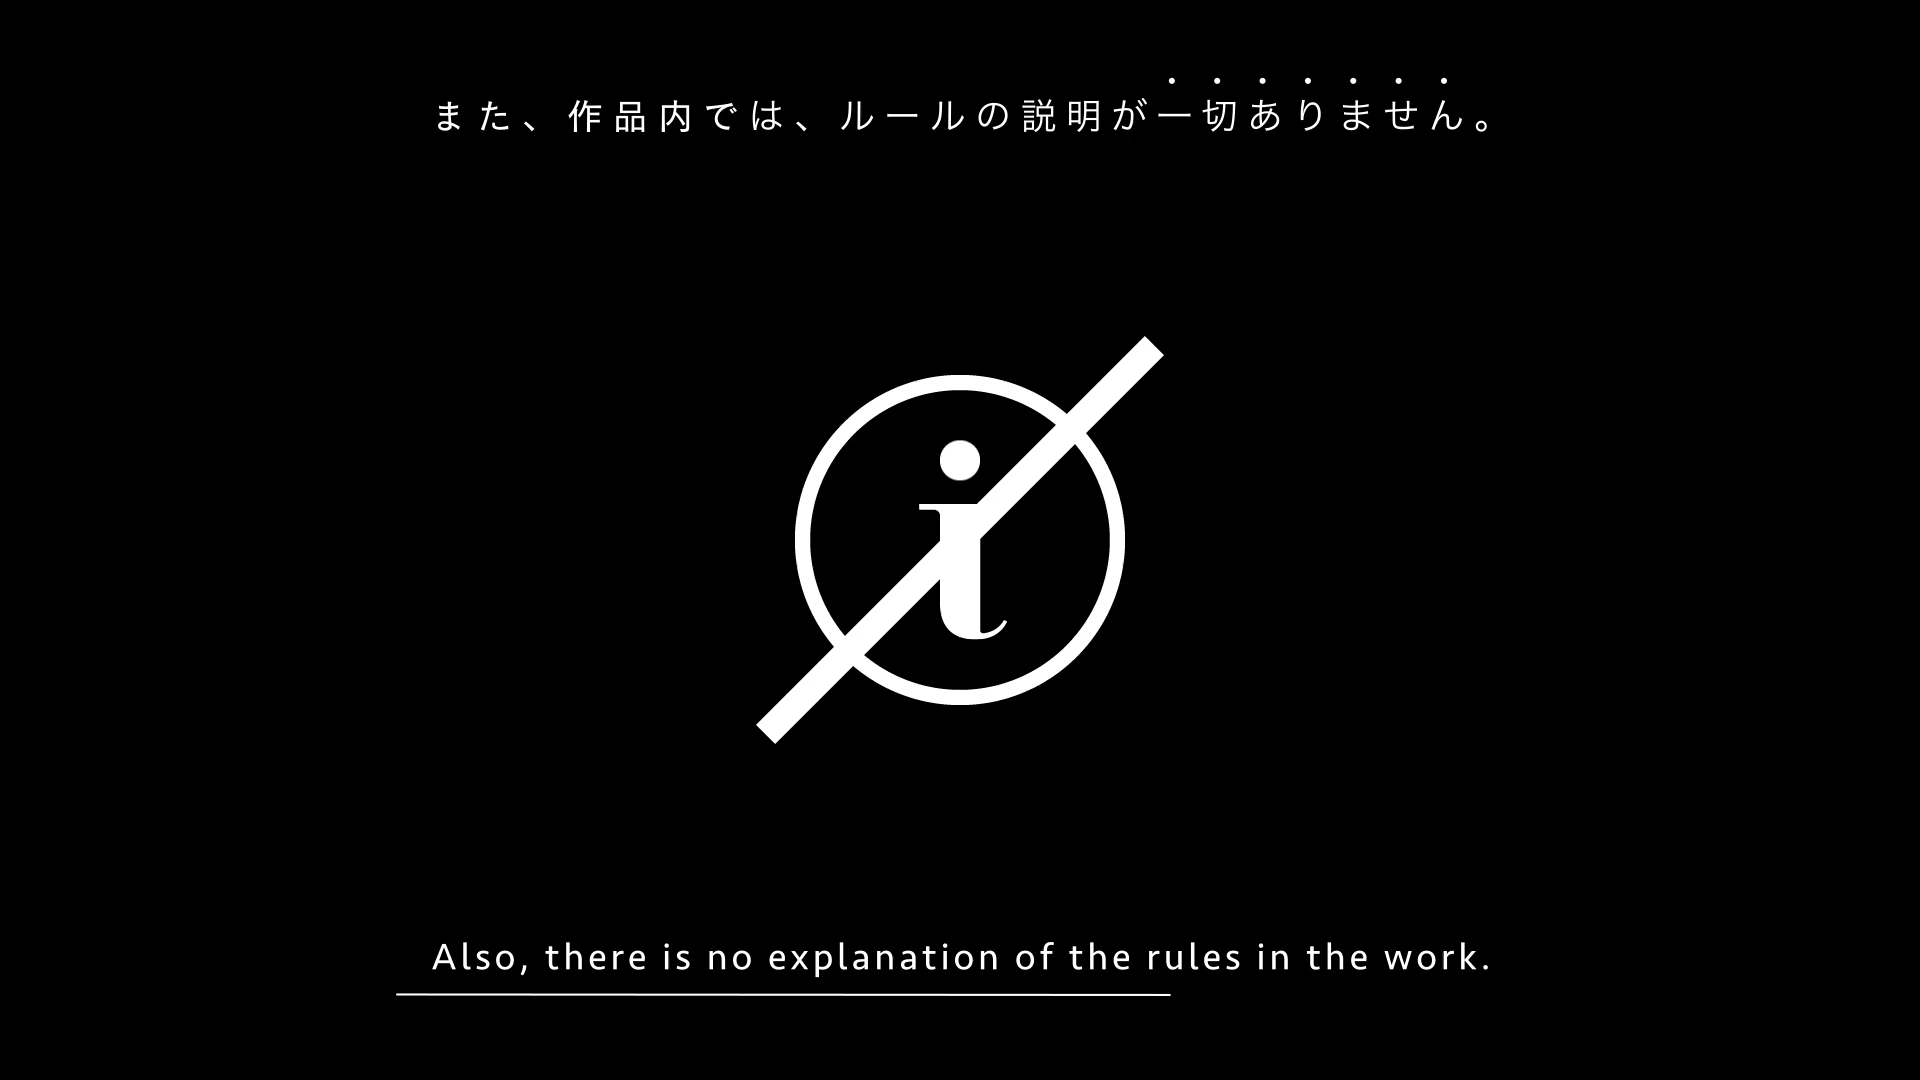 また、作品内では、ルールの説明が一切ありません。
i
Also, there is no explanation of the rules in the work.